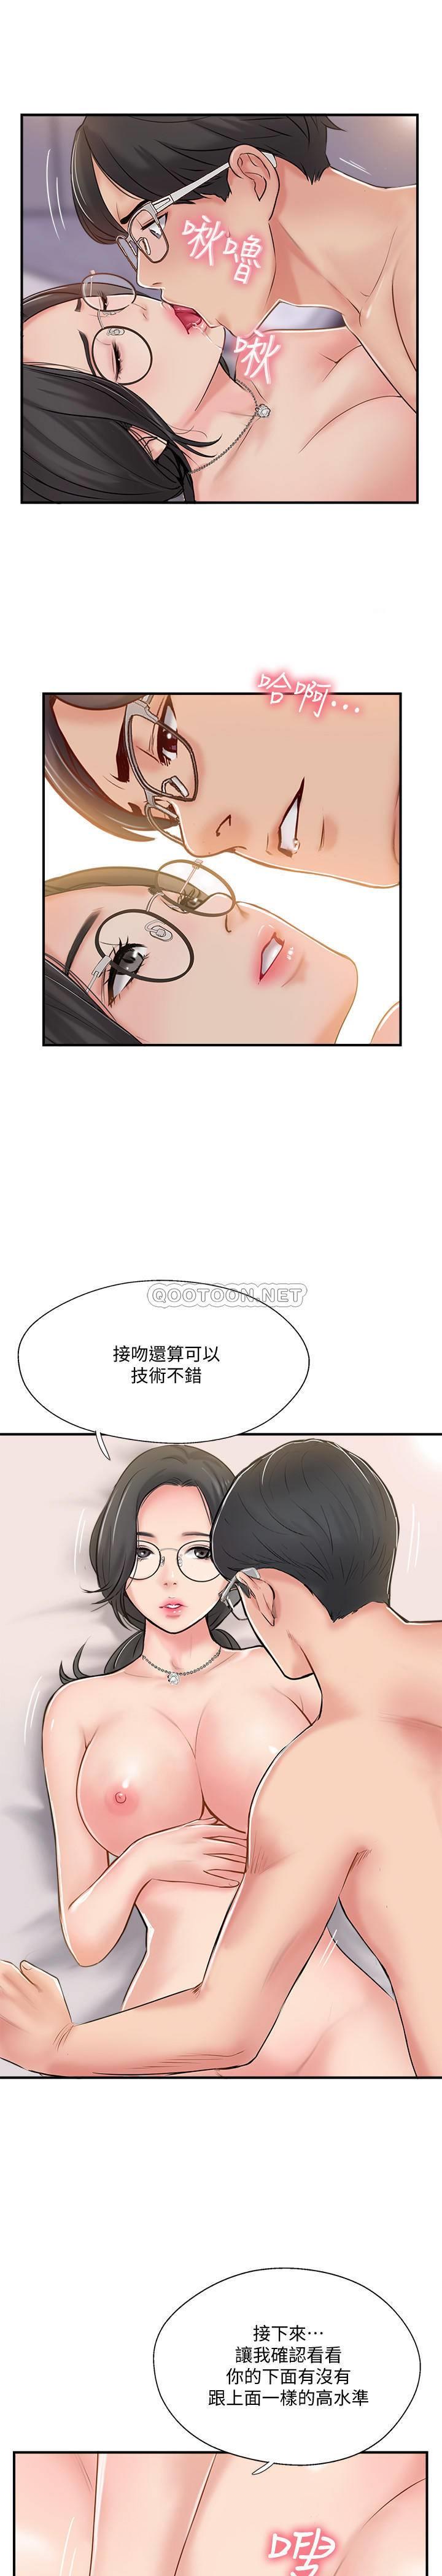 啾嚕
啾
哈啊…
QOOTOON.NET
接吻還算可以
技術不錯
接下來…
讓我確認看看
你的下面有沒有
跟上面一樣的高水準